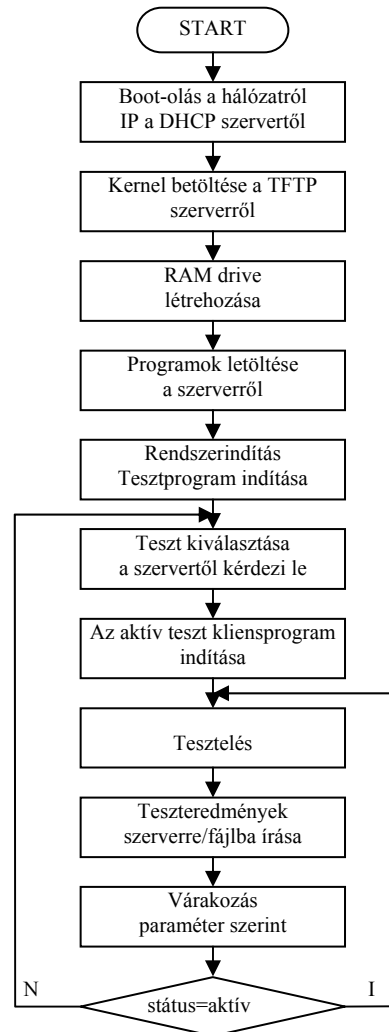 START
Boot-olás a hálózatról
IP a DHCP szervertől
Kernel betöltése a TFTP
szerverről
RAM drive
létrehozása
Programok letöltése
a szerverről
Rendszerindítás
Tesztprogram indítása
Teszt kiválasztása
a szervertől kérdezi le
Az aktív teszt kliensprogram
indítása
Tesztelés
Teszteredmények
szerverre/fájlba írása
Várakozás
paraméter szerint
N
I
státus=aktív